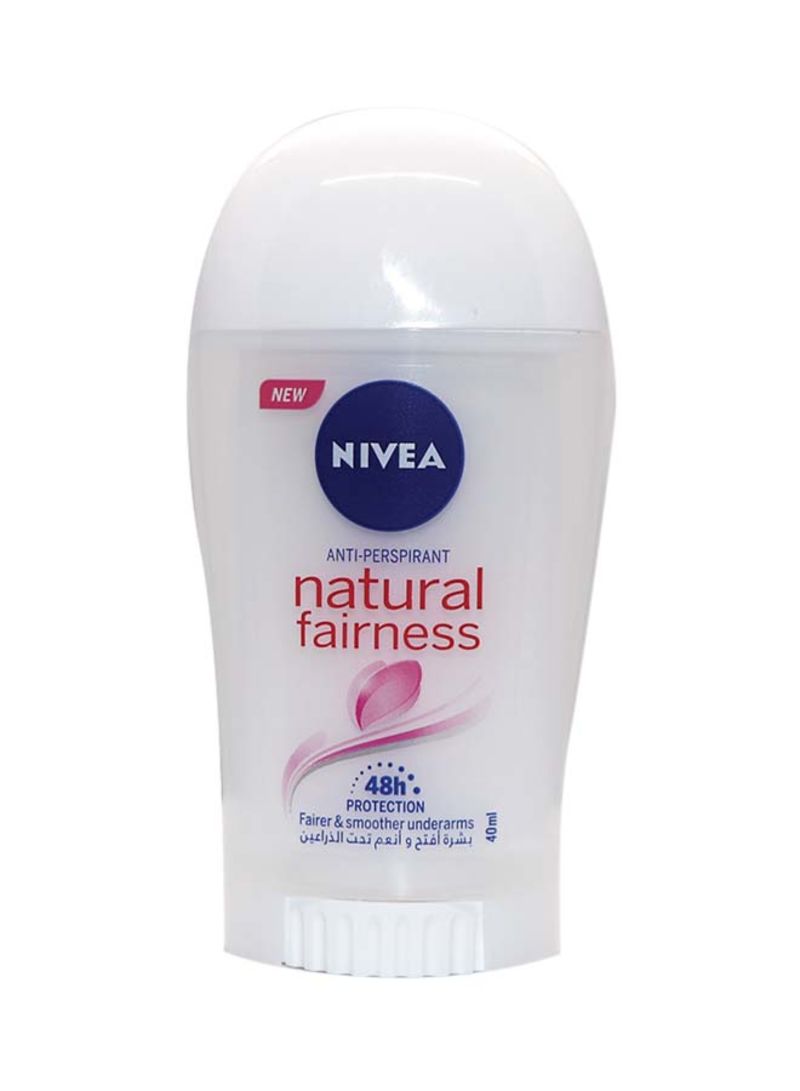 NEW
NIVEA
ANTI-PERSPIRANT
natural
fairness
48h
PROTECTION
Fairer & smoother underarms
بشرة أفتح و أنعم تحت الذراعين
40ml